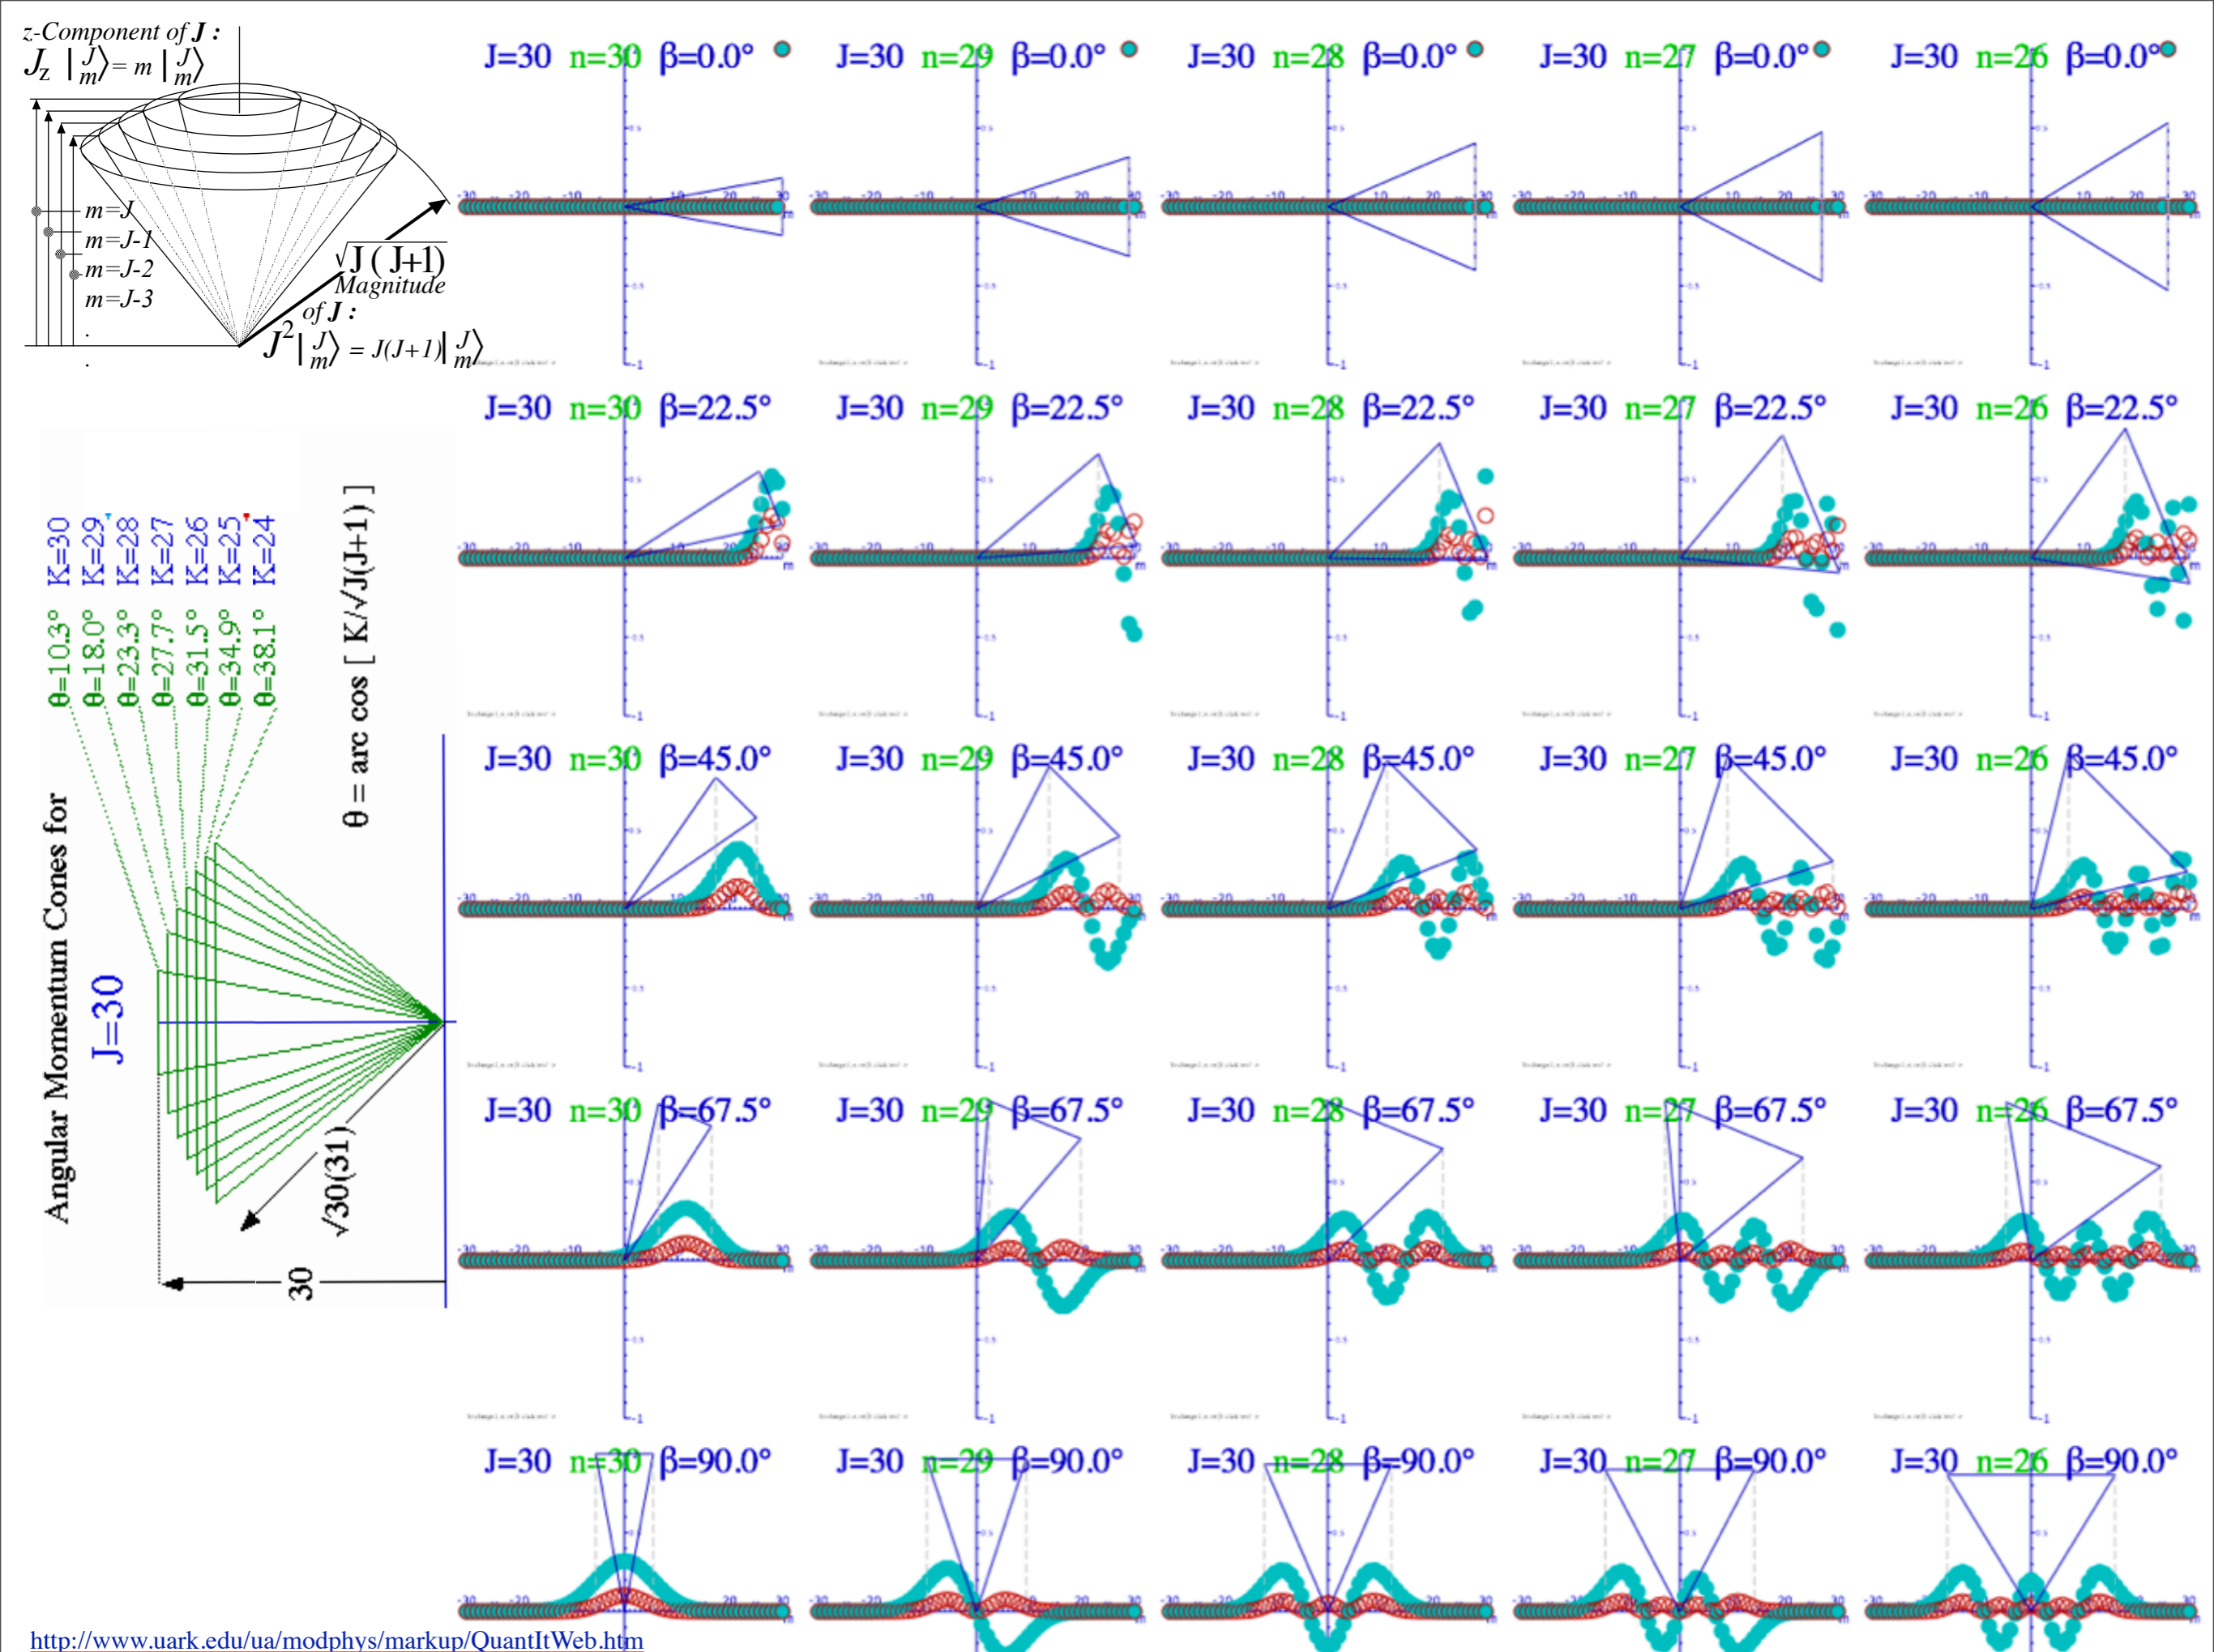 z-Component of J :
J_z |J m⟩ = m |J m⟩
m=J
m=J-1
m=J-2
m=J-3
.
.
√J(J+1)
Magnitude
of J :
J² |J m⟩ = J(J+1)|J m⟩
J=30 n=30 β=0.0°
J=30 n=29 β=0.0°
J=30 n=28 β=0.0°
J=30 n=27 β=0.0°
J=30 n=26 β=0.0°
J=30 n=30 β=22.5°
J=30 n=29 β=22.5°
J=30 n=28 β=22.5°
J=30 n=27 β=22.5°
J=30 n=26 β=22.5°
J=30 n=30 β=45.0°
J=30 n=29 β=45.0°
J=30 n=28 β=45.0°
J=30 n=27 β=45.0°
J=30 n=26 β=45.0°
J=30 n=30 β=67.5°
J=30 n=29 β=67.5°
J=30 n=28 β=67.5°
J=30 n=27 β=67.5°
J=30 n=26 β=67.5°
J=30 n=30 β=90.0°
J=30 n=29 β=90.0°
J=30 n=28 β=90.0°
J=30 n=27 β=90.0°
J=30 n=26 β=90.0°
Angular Momentum Cones for
J=30
θ=10.3° K=30
θ=18.0° K=29
θ=23.3° K=28
θ=27.7° K=27
θ=31.5° K=26
θ=34.9° K=25
θ=38.1° K=24
θ = arc cos [ K/√J(J+1) ]
√30(31)
30
http://www.uark.edu/ua/modphys/markup/QuantItWeb.htm